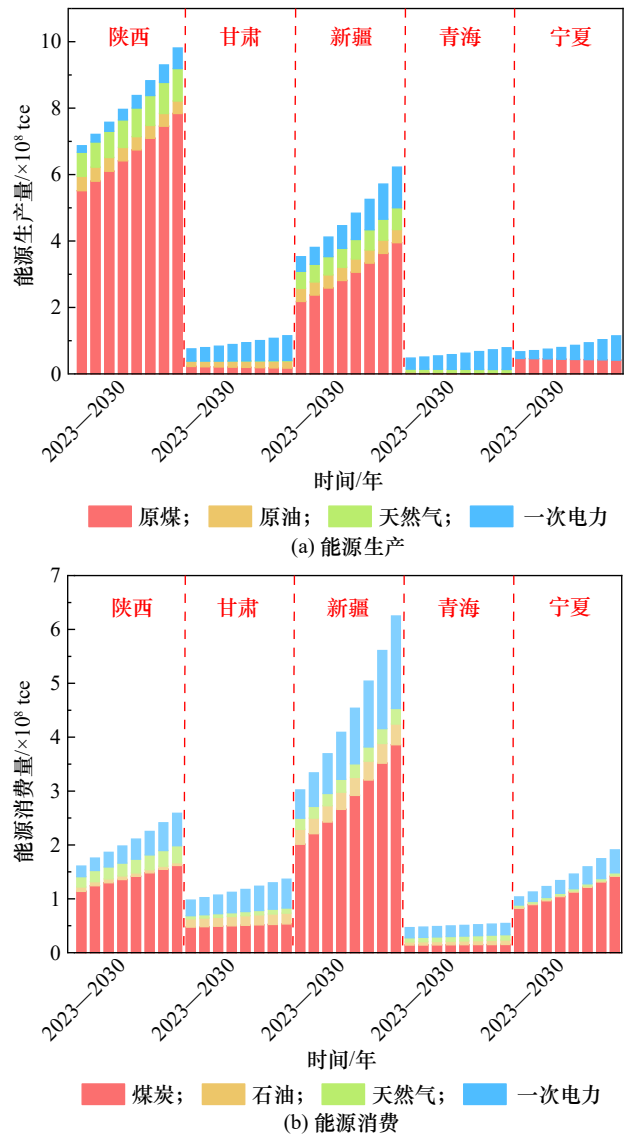 10
8
6
4
2
0
能源生产量/×10⁸ tce
陕西
甘肃
新疆
青海
宁夏
2023—2030
2023—2030
2023—2030
2023—2030
2023—2030
时间/年
原煤； 原油； 天然气； 一次电力
(a) 能源生产
7
6
5
4
3
2
1
0
能源消费量/×10⁸ tce
陕西
甘肃
新疆
青海
宁夏
2023—2030
2023—2030
2023—2030
2023—2030
2023—2030
时间/年
煤炭； 石油； 天然气； 一次电力
(b) 能源消费